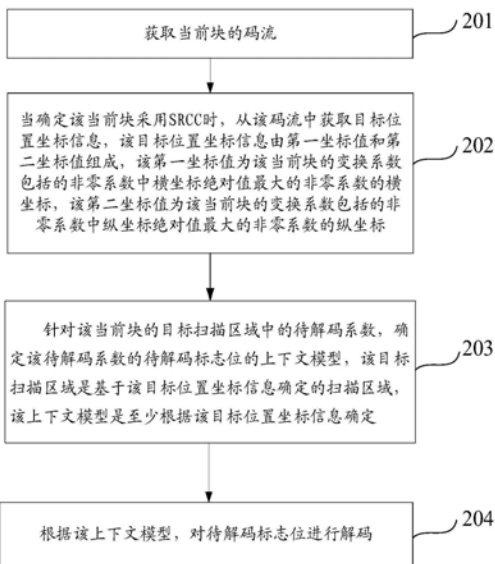 获取当前块的码流
201
当确定该当前块采用SRCC时，从该码流中获取目标位
置坐标信息，该目标位置坐标信息由第一坐标值和第
二坐标值组成，该第一坐标值为该当前块的变换系数
包括的非零系数中横坐标绝对值最大的非零系数的横
坐标，该第二坐标值为该当前块的变换系数包括的非
零系数中纵坐标绝对值最大的非零系数的纵坐标
202
针对该当前块的目标扫描区域中的待解码系数，确
定该待解码系数的待解码标志位的上下文模型，该目标
扫描区域是基于该目标位置坐标信息确定的扫描区域，
该上下文模型是至少根据该目标位置坐标信息确定
203
根据该上下文模型，对待解码标志位进行解码
204